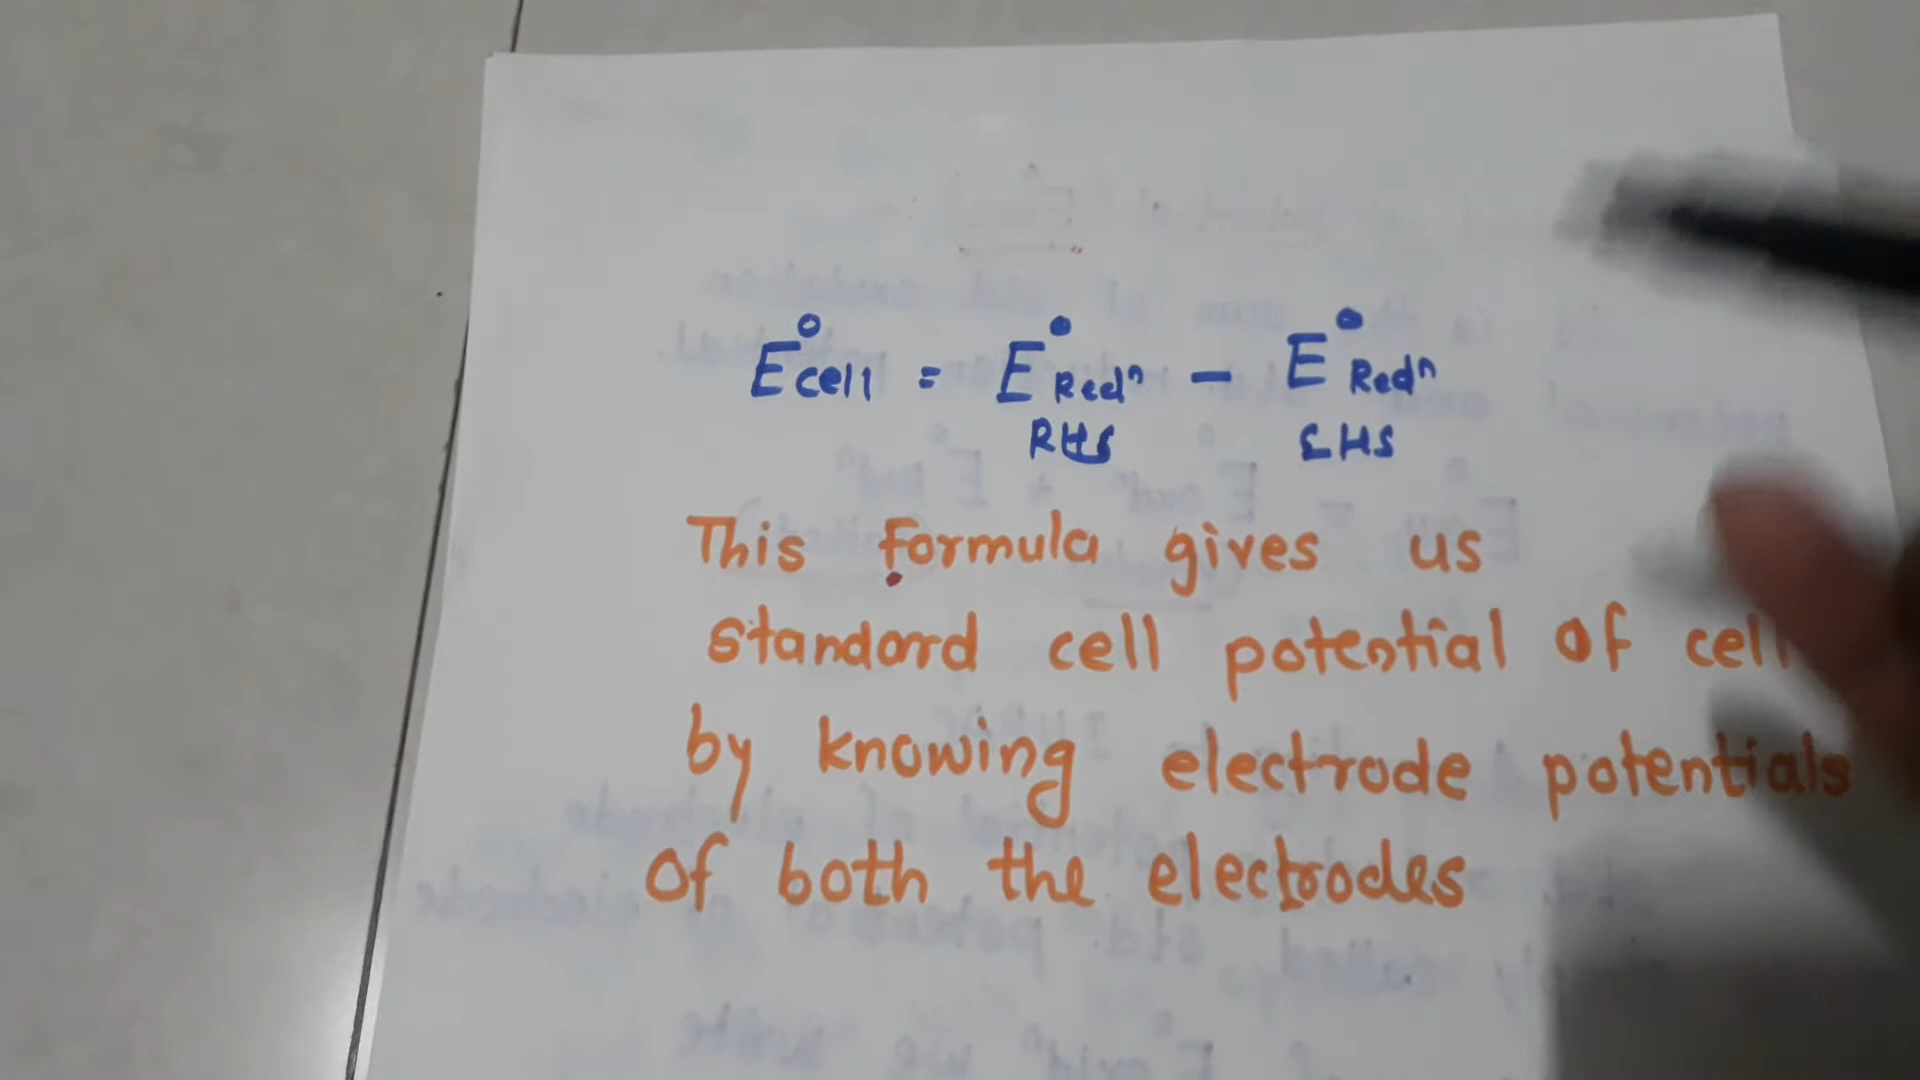 E°cell = E°Redⁿ - E°Redⁿ
RHS LHS
This formula gives us
standard cell potential of cell
by knowing electrode potentials
of both the electrodes